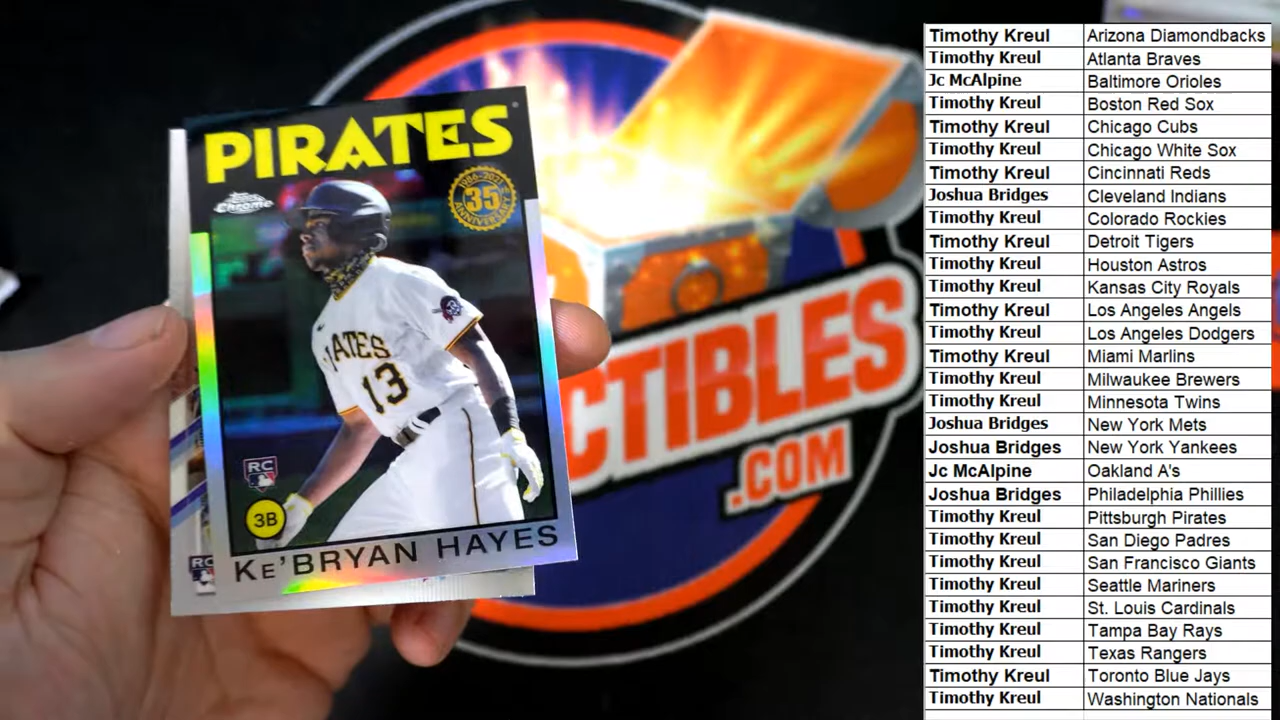 PIRATES
Topps
Chrome
1986-2021
35th
ANNIVERSARY
PIRATES
13
RC
3B
KE'BRYAN HAYES
RC
CTIBLES
.COM
Timothy Kreul Arizona Diamondbacks
Timothy Kreul Atlanta Braves
Jc McAlpine Baltimore Orioles
Timothy Kreul Boston Red Sox
Timothy Kreul Chicago Cubs
Timothy Kreul Chicago White Sox
Timothy Kreul Cincinnati Reds
Joshua Bridges Cleveland Indians
Timothy Kreul Colorado Rockies
Timothy Kreul Detroit Tigers
Timothy Kreul Houston Astros
Timothy Kreul Kansas City Royals
Timothy Kreul Los Angeles Angels
Timothy Kreul Los Angeles Dodgers
Timothy Kreul Miami Marlins
Timothy Kreul Milwaukee Brewers
Timothy Kreul Minnesota Twins
Joshua Bridges New York Mets
Joshua Bridges New York Yankees
Jc McAlpine Oakland A's
Joshua Bridges Philadelphia Phillies
Timothy Kreul Pittsburgh Pirates
Timothy Kreul San Diego Padres
Timothy Kreul San Francisco Giants
Timothy Kreul Seattle Mariners
Timothy Kreul St. Louis Cardinals
Timothy Kreul Tampa Bay Rays
Timothy Kreul Texas Rangers
Timothy Kreul Toronto Blue Jays
Timothy Kreul Washington Nationals